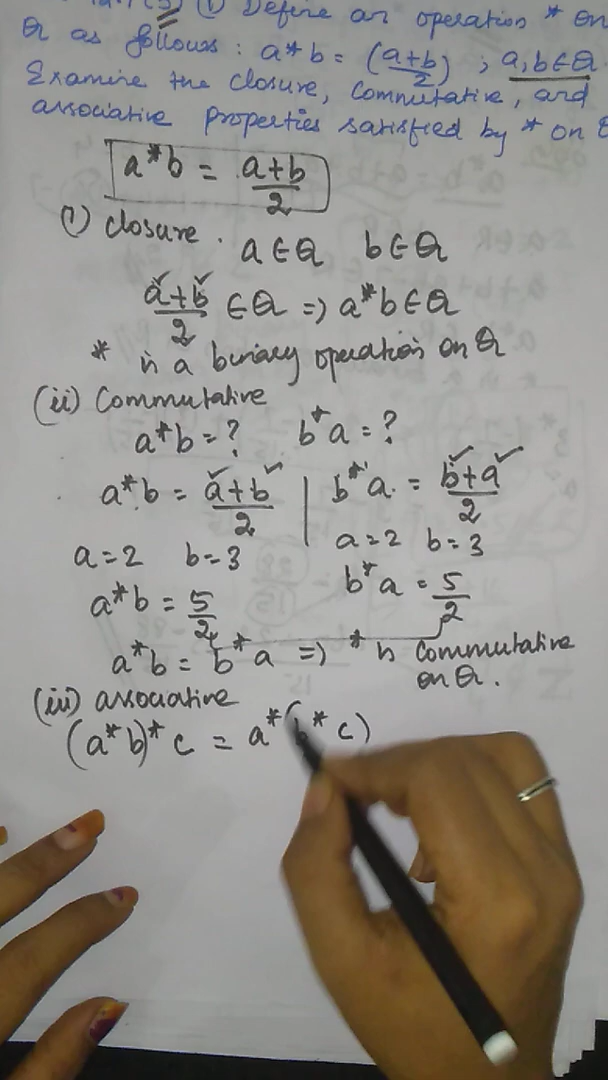 (1) Define an operation * on
Q as follows : a*b = (a+b/2) ; a,b∈Q.
Examine the closure, commutative, and
associative properties satisfied by * on
a*b = a+b/2
(i) closure. a∈Q b∈Q
a+b/2 ∈Q => a*b∈Q
* is a binary operation on Q
(ii) Commutative
a*b = ? b*a = ?
a*b = a+b/2 | b*a. = b+a/2
a=2 b=3 a=2 b=3
a*b = 5/2 b*a = 5/2
a*b = b*a => * is commutative
on Q.
(iii) associative
(a*b)*c = a*(b*c)